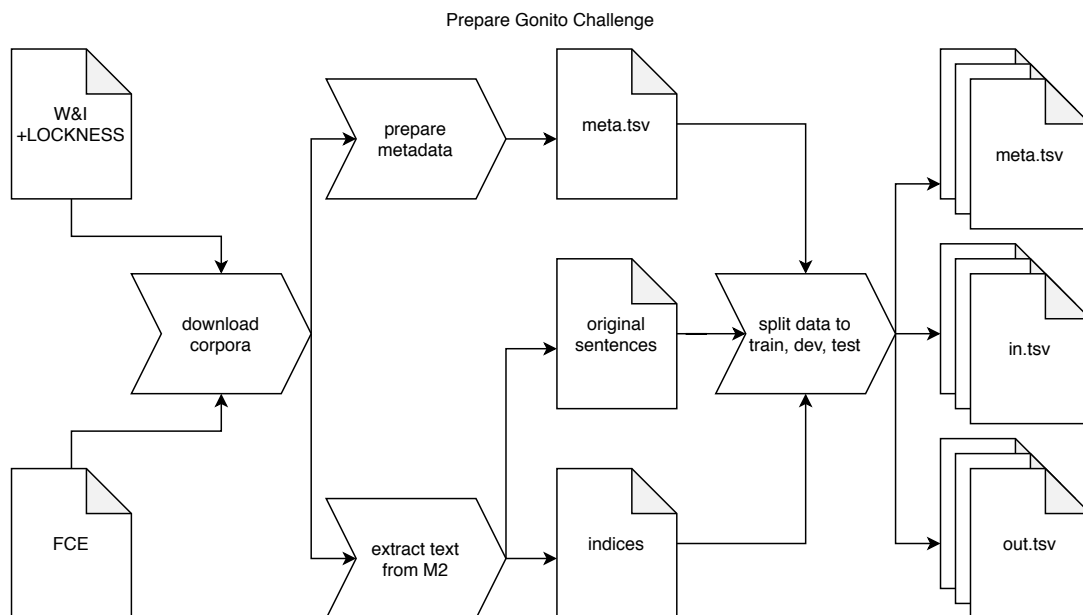 Prepare Gonito Challenge
W&I
+LOCKNESS
prepare
metadata
meta.tsv
meta.tsv
download
corpora
original
sentences
split data to
train, dev, test
in.tsv
FCE
extract text
from M2
indices
out.tsv